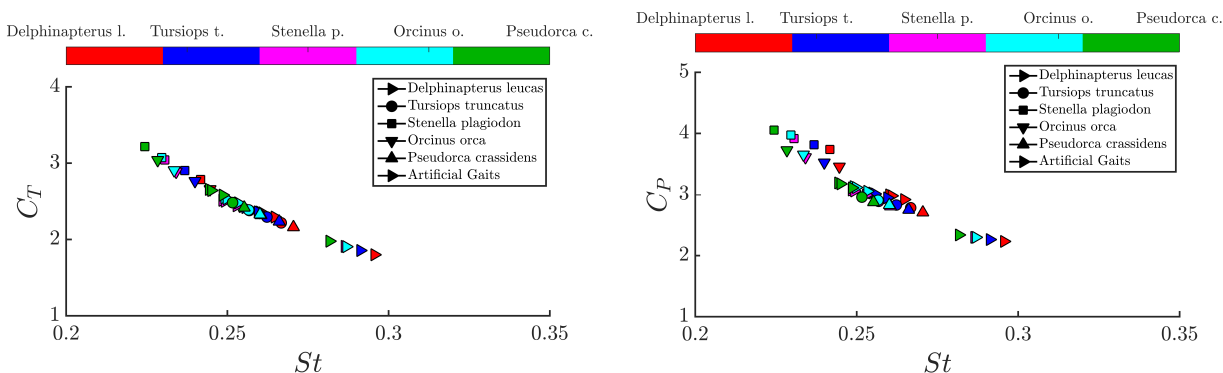 Delphinapterus l. Tursiops t. Stenella p. Orcinus o. Pseudorca c.
4
3
2
1
C_T
Delphinapterus leucas
Tursiops truncatus
Stenella plagiodon
Orcinus orca
Pseudorca crassidens
Artificial Gaits
0.2 0.25 0.3 0.35
St
Delphinapterus l. Tursiops t. Stenella p. Orcinus o. Pseudorca c.
5
4
3
2
1
C_P
Delphinapterus leucas
Tursiops truncatus
Stenella plagiodon
Orcinus orca
Pseudorca crassidens
Artificial Gaits
0.2 0.25 0.3 0.35
St